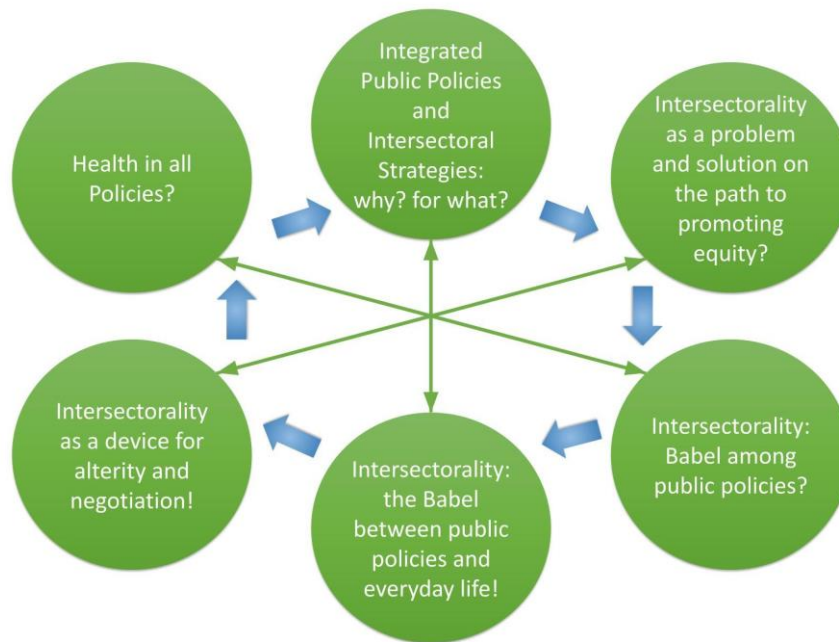 Integrated
Public Policies
and
Intersectoral
Strategies:
why? for what?
Intersectorality
as a problem
and solution on
the path to
promoting
equity?
Intersectorality:
Babel among
public policies?
Intersectorality:
the Babel
between public
policies and
everyday life!
Intersectorality
as a device for
alterity and
negotiation!
Health in all
Policies?